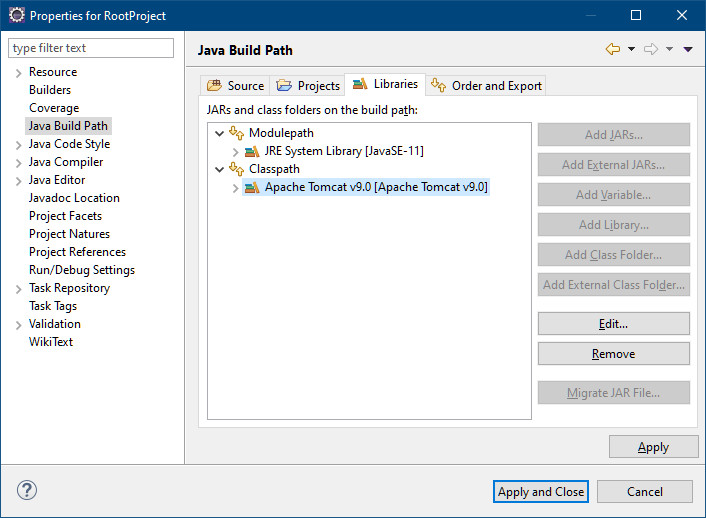 Properties for RootProject
type filter text
Resource
Builders
Coverage
Java Build Path
Java Code Style
Java Compiler
Java Editor
Javadoc Location
Project Facets
Project Natures
Project References
Run/Debug Settings
Task Repository
Task Tags
Validation
WikiText
Java Build Path
Source Projects Libraries Order and Export
JARs and class folders on the build path:
Modulepath
JRE System Library [JavaSE-11]
Classpath
Apache Tomcat v9.0 [Apache Tomcat v9.0]
Add JARs...
Add External JARs...
Add Variable...
Add Library...
Add Class Folder...
Add External Class Folder...
Edit...
Remove
Migrate JAR File...
Apply
?
Apply and Close
Cancel